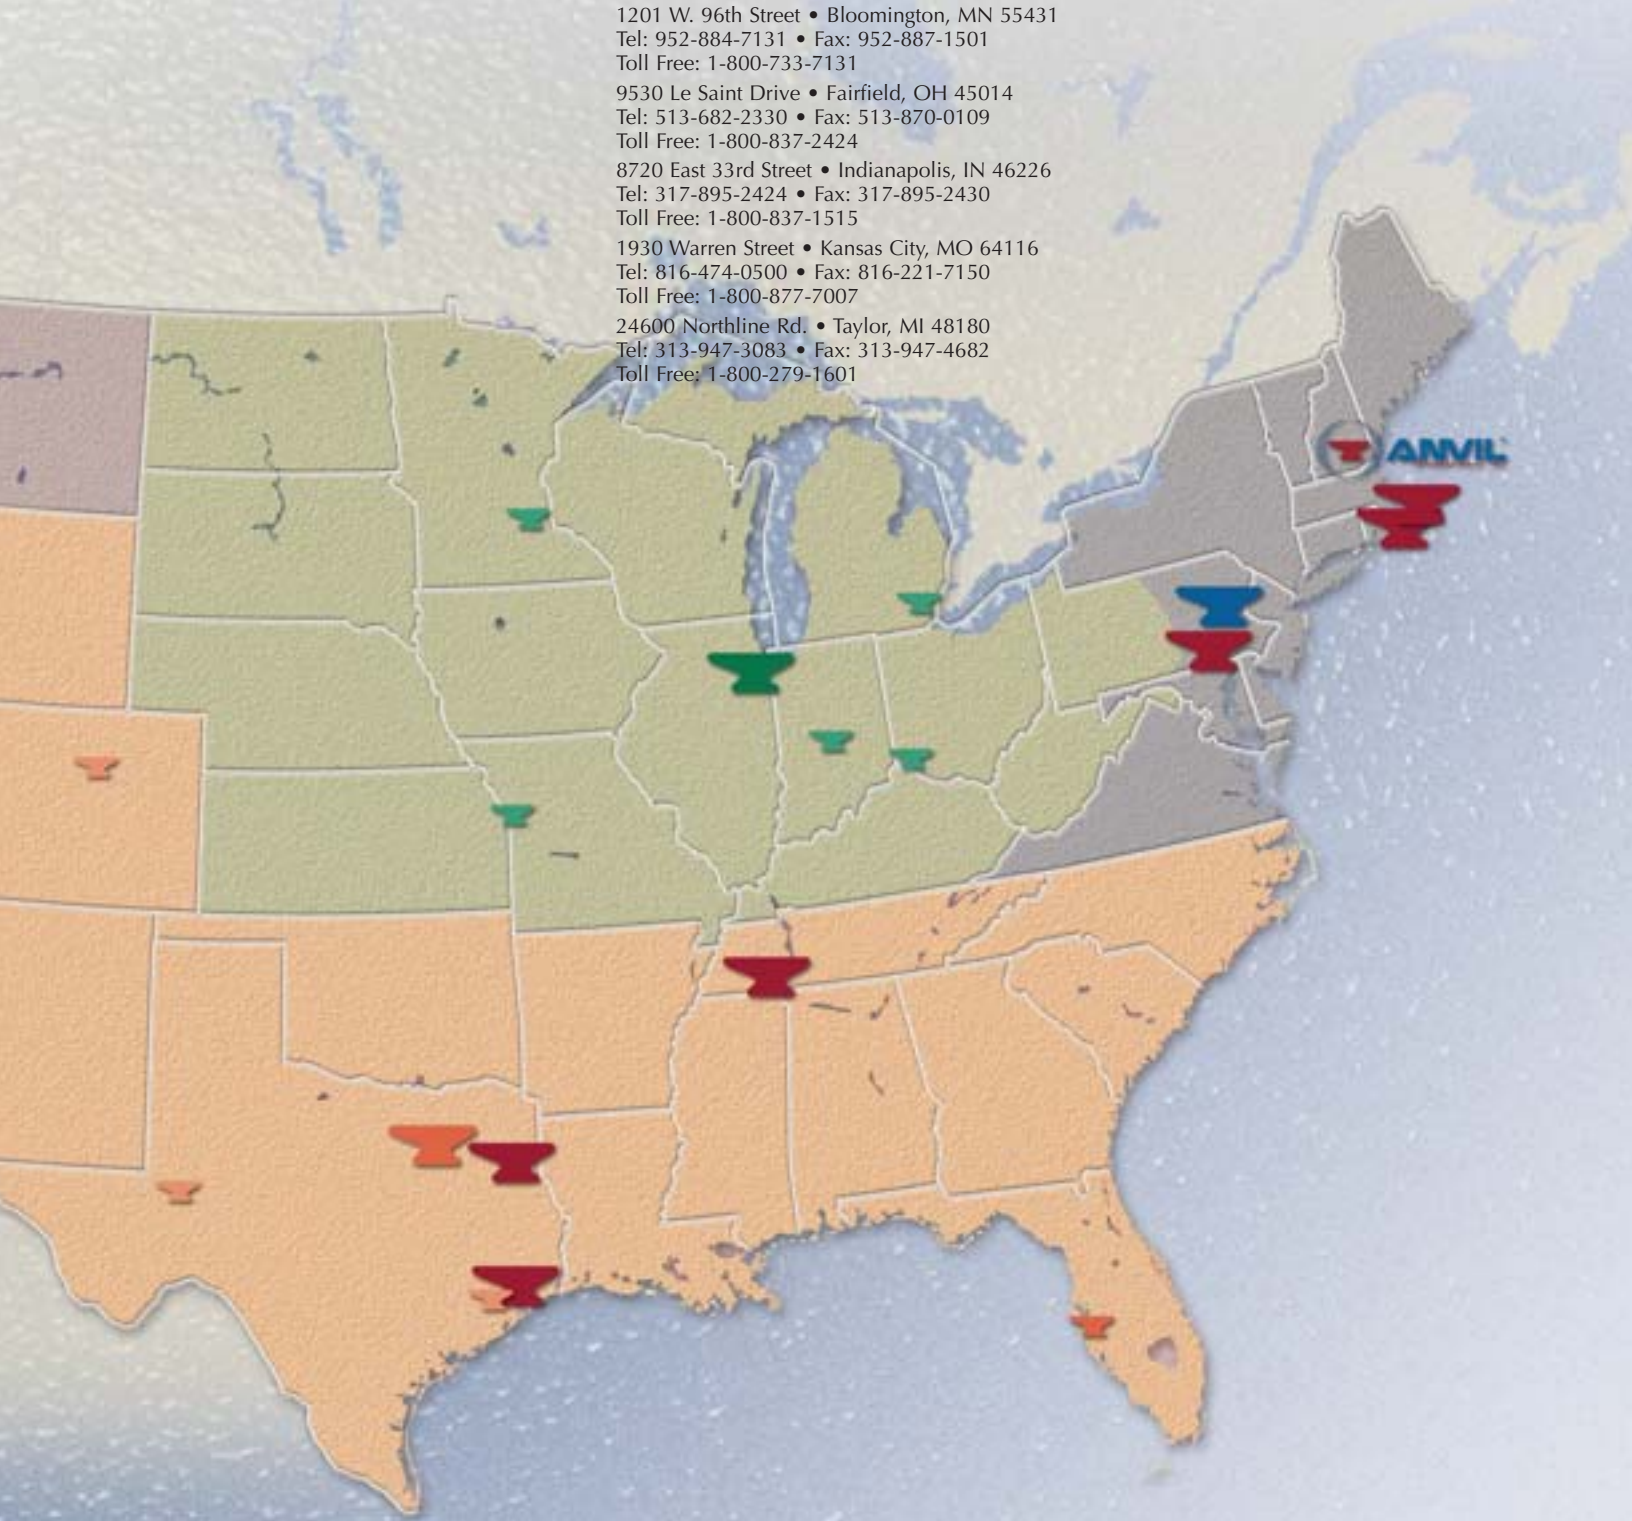 1201 W. 96th Street • Bloomington, MN 55431
Tel: 952-884-7131 • Fax: 952-887-1501
Toll Free: 1-800-733-7131
9530 Le Saint Drive • Fairfield, OH 45014
Tel: 513-682-2330 • Fax: 513-870-0109
Toll Free: 1-800-837-2424
8720 East 33rd Street • Indianapolis, IN 46226
Tel: 317-895-2424 • Fax: 317-895-2430
Toll Free: 1-800-837-1515
1930 Warren Street • Kansas City, MO 64116
Tel: 816-474-0500 • Fax: 816-221-7150
Toll Free: 1-800-877-7007
24600 Northline Rd. • Taylor, MI 48180
Tel: 313-947-3083 • Fax: 313-947-4682
Toll Free: 1-800-279-1601
ANVIL